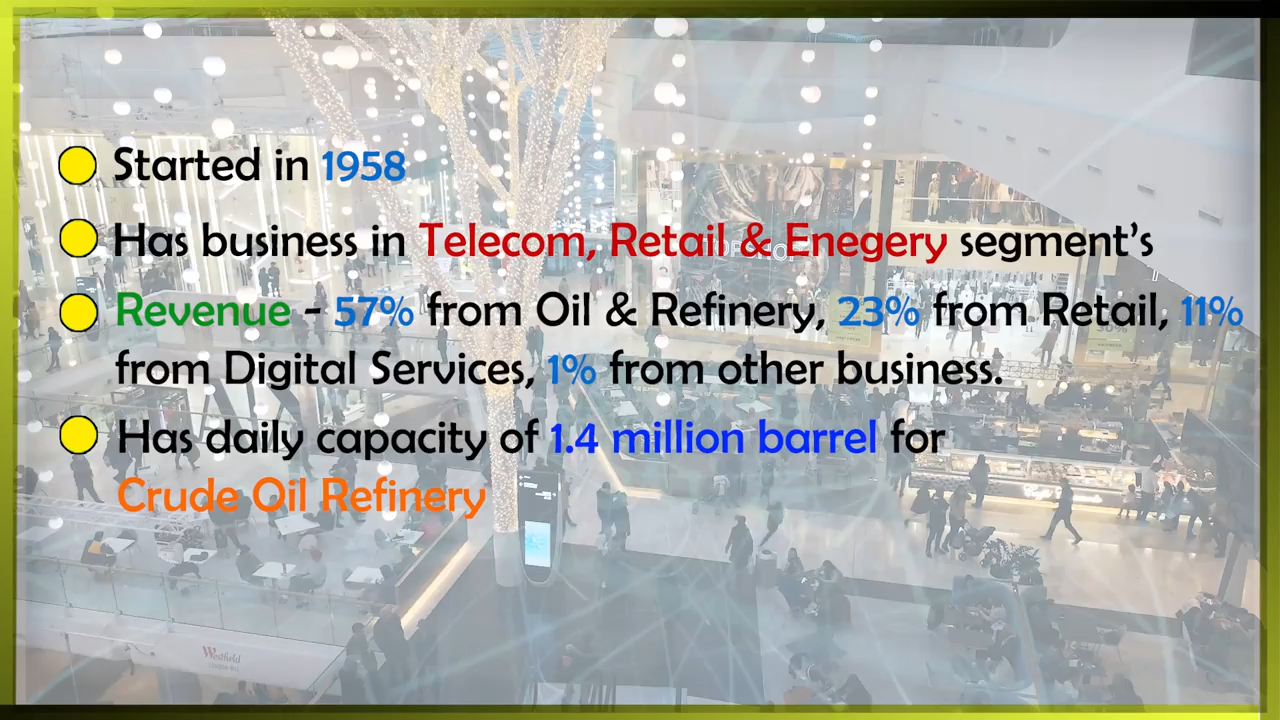 Started in 1958
Has business in Telecom, Retail & Enegery segment's
Revenue - 57% from Oil & Refinery, 23% from Retail, 11%
from Digital Services, 1% from other business.
Has daily capacity of 1.4 million barrel for
Crude Oil Refinery
TOPSHOP
Westfield